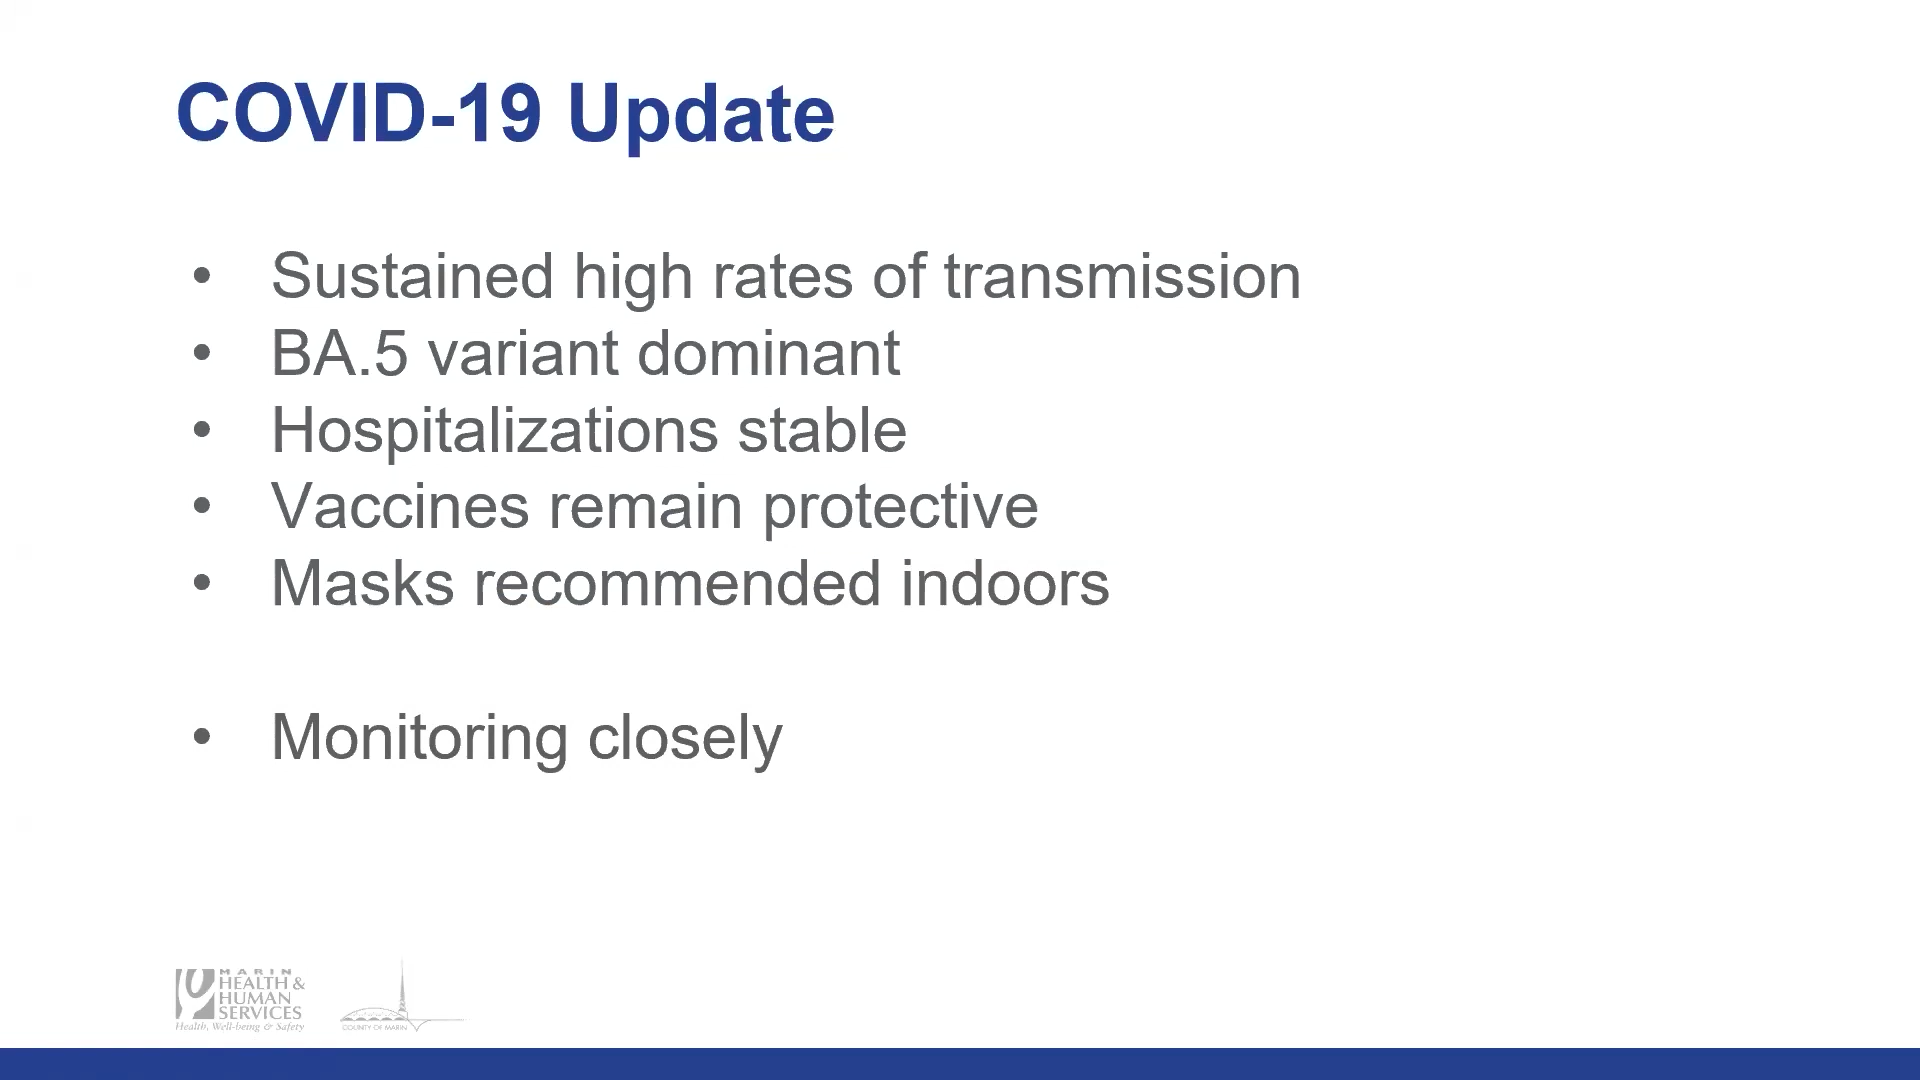 COVID-19 Update
• Sustained high rates of transmission
• BA.5 variant dominant
• Hospitalizations stable
• Vaccines remain protective
• Masks recommended indoors
• Monitoring closely
MARIN
HEALTH &
HUMAN
SERVICES
Health, Well-being & Safety
COUNTY OF MARIN